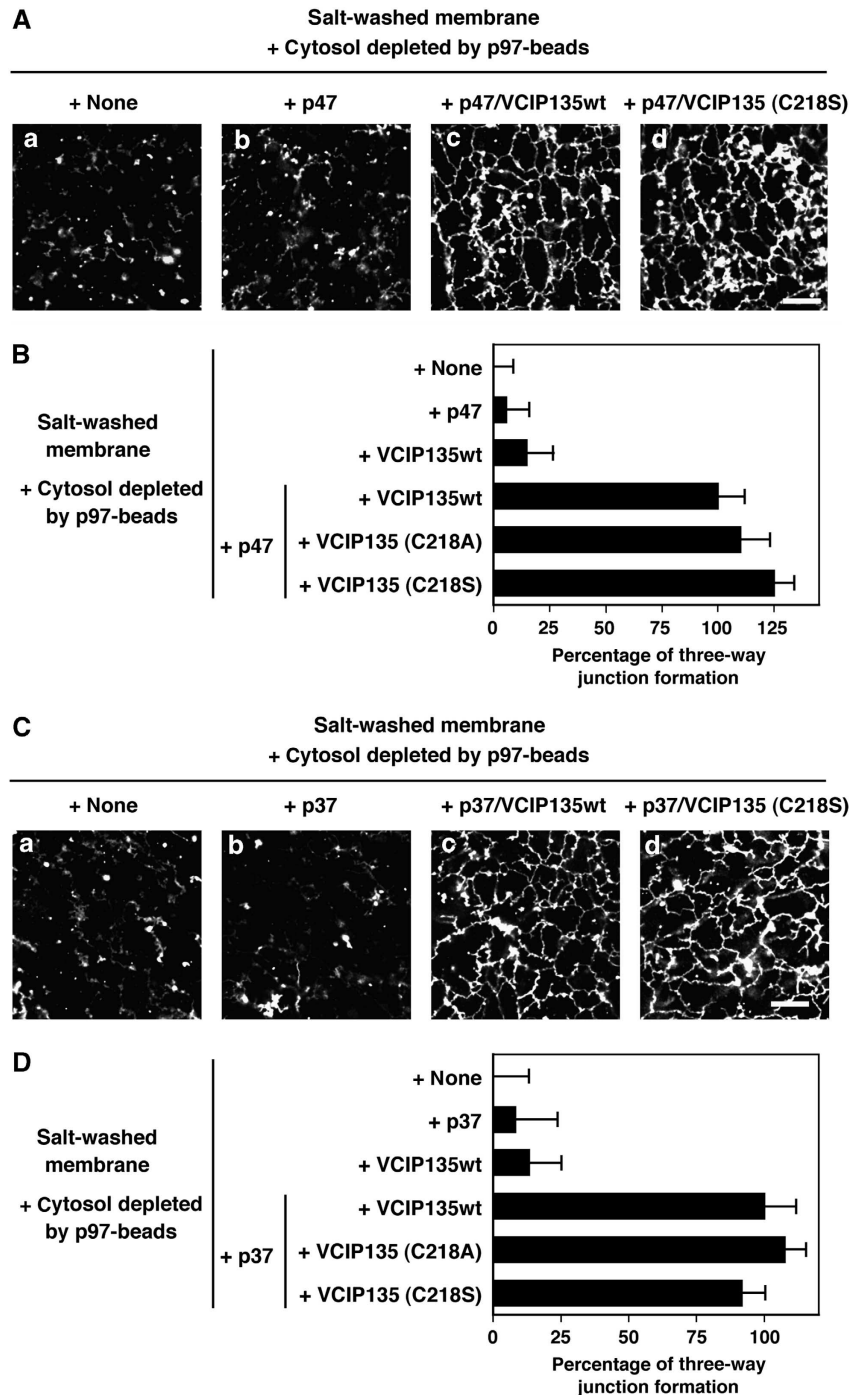 A
Salt-washed membrane
+ Cytosol depleted by p97-beads
+ None + p47 + p47/VCIP135wt + p47/VCIP135 (C218S)
a b c d
B
Salt-washed
membrane
+ Cytosol depleted
by p97-beads
+ p47
+ None
+ p47
+ VCIP135wt
+ VCIP135wt
+ VCIP135 (C218A)
+ VCIP135 (C218S)
0 25 50 75 100 125
Percentage of three-way
junction formation
C
Salt-washed membrane
+ Cytosol depleted by p97-beads
+ None + p37 + p37/VCIP135wt + p37/VCIP135 (C218S)
a b c d
D
Salt-washed
membrane
+ Cytosol depleted
by p97-beads
+ p37
+ None
+ p37
+ VCIP135wt
+ VCIP135wt
+ VCIP135 (C218A)
+ VCIP135 (C218S)
0 25 50 75 100
Percentage of three-way
junction formation